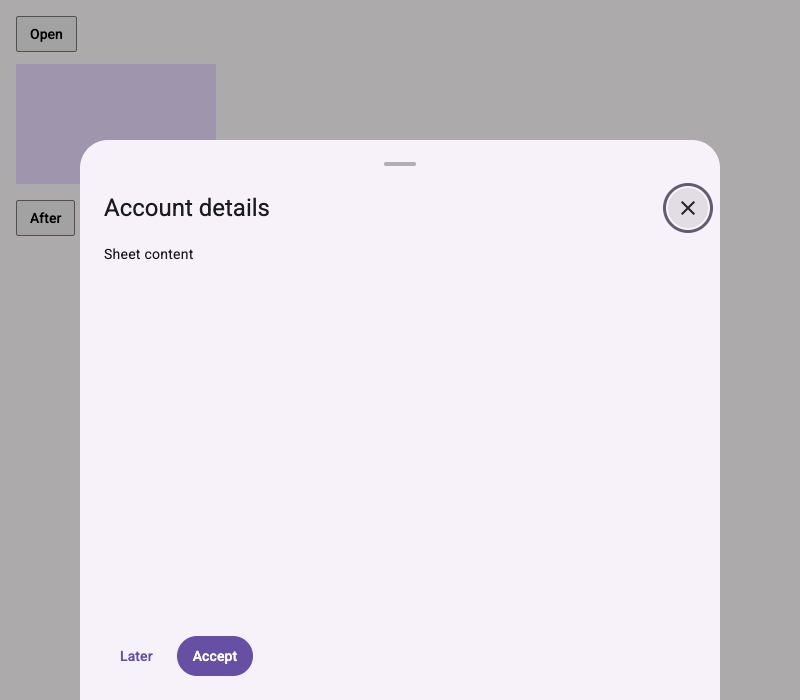 Open
After
Account details
Sheet content
Later
Accept